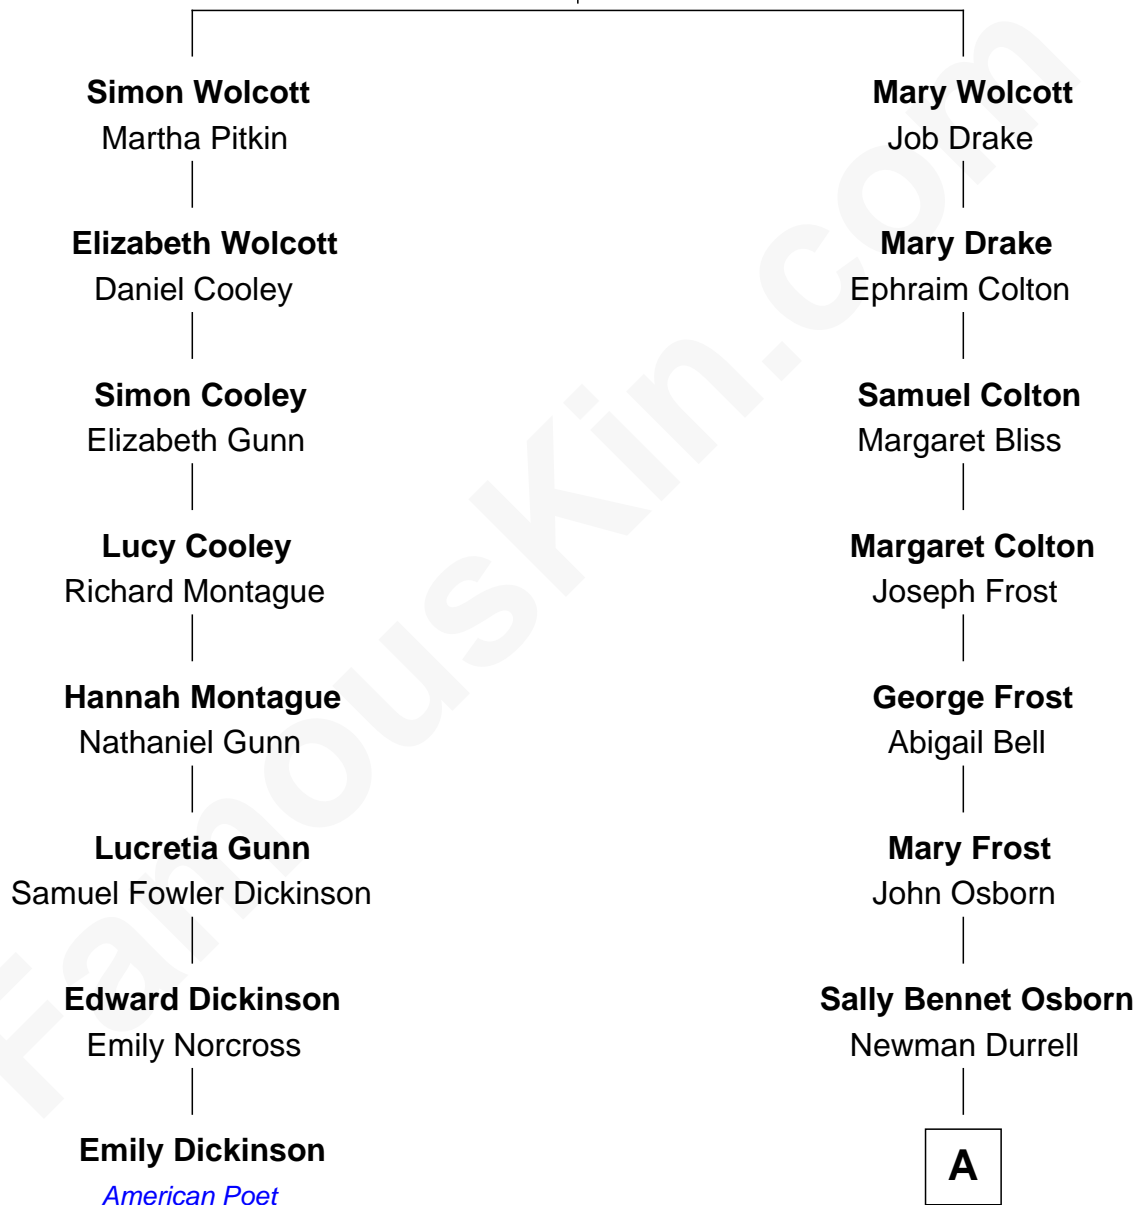 Simon Wolcott
Martha Pitkin
Elizabeth Wolcott
Daniel Cooley
Simon Cooley
Elizabeth Gunn
Lucy Cooley
Richard Montague
Hannah Montague
Nathaniel Gunn
Lucretia Gunn
Samuel Fowler Dickinson
Edward Dickinson
Emily Norcross
Emily Dickinson
American Poet
Mary Wolcott
Job Drake
Mary Drake
Ephraim Colton
Samuel Colton
Margaret Bliss
Margaret Colton
Joseph Frost
George Frost
Abigail Bell
Mary Frost
John Osborn
Sally Bennet Osborn
Newman Durrell
A
FamousKin.com